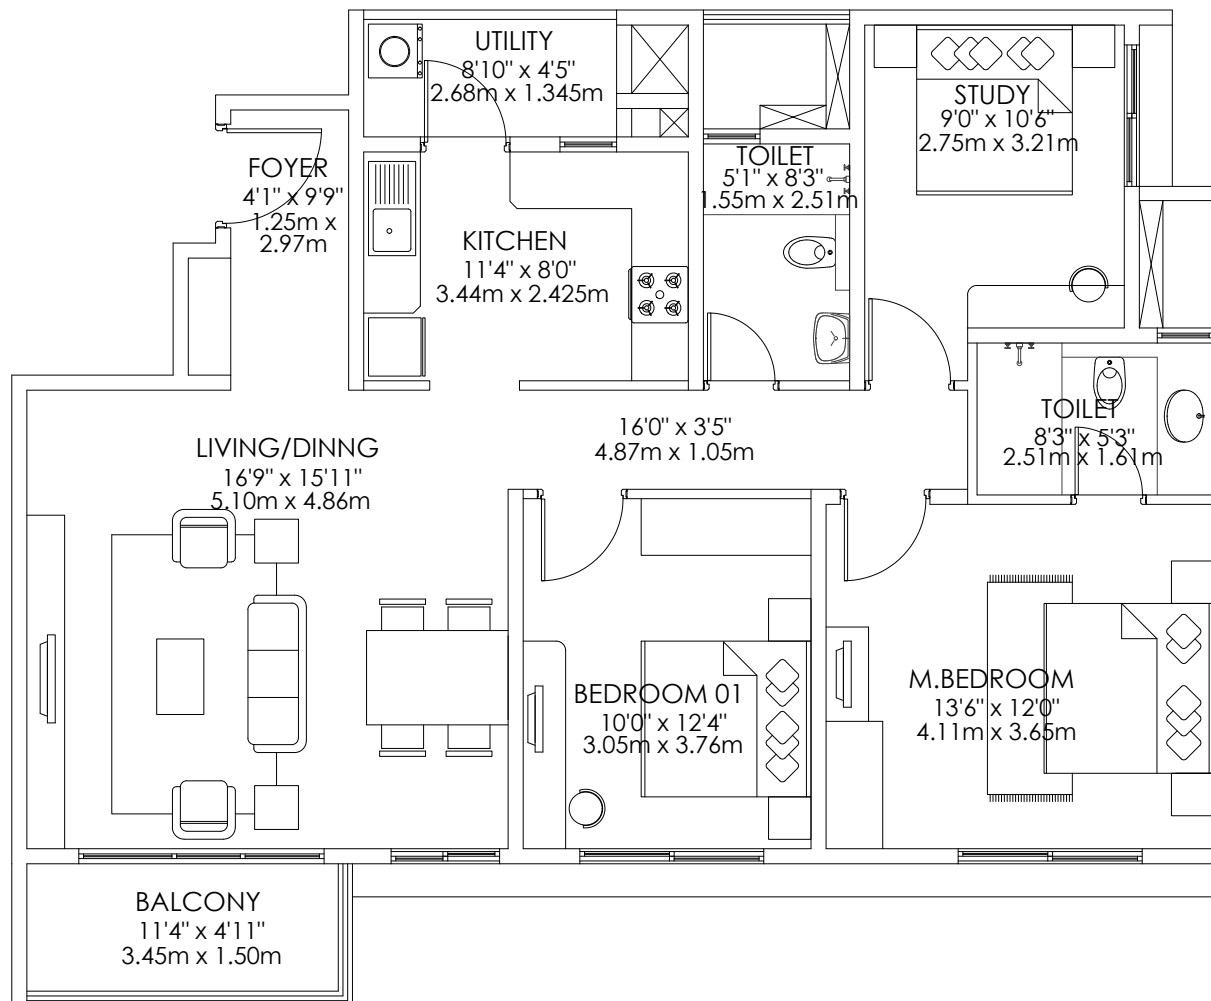 UTILITY
8'10" x 4'5"
2.68m x 1.345m
STUDY
9'0" x 10'6"
2.75m x 3.21m
FOYER
4'1" x 9'9"
1.25m x
2.97m
TOILET
5'1" x 8'3"
1.55m x 2.51m
KITCHEN
11'4" x 8'0"
3.44m x 2.425m
16'0" x 3'5"
4.87m x 1.05m
TOILET
8'3" x 5'3"
2.51m x 1.61m
LIVING/DINNG
16'9" x 15'11"
5.10m x 4.86m
BEDROOM 01
10'0" x 12'4"
3.05m x 3.76m
M.BEDROOM
13'6" x 12'0"
4.11m x 3.65m
BALCONY
11'4" x 4'11"
3.45m x 1.50m